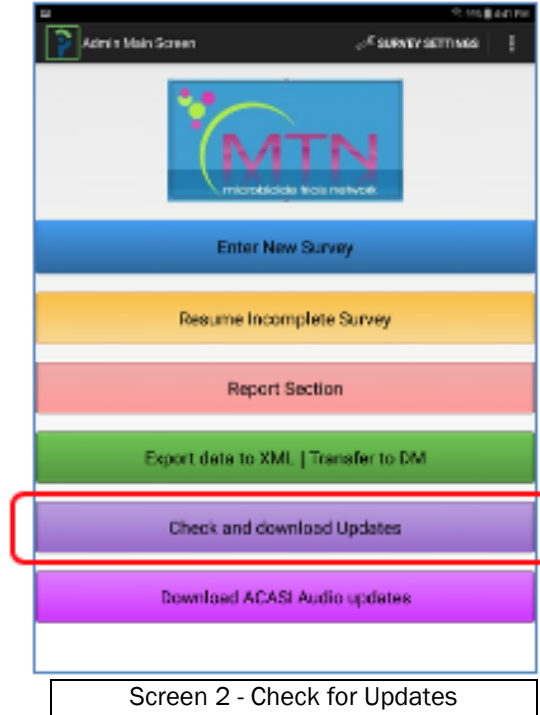 Admin Main Screen
SURVEY SETTINGS
MTN
microbicide trials network
Enter New Survey
Resume Incomplete Survey
Report Section
Export data to XML | Transfer to DM
Check and download Updates
Download ACASI Audio updates
Screen 2 - Check for Updates